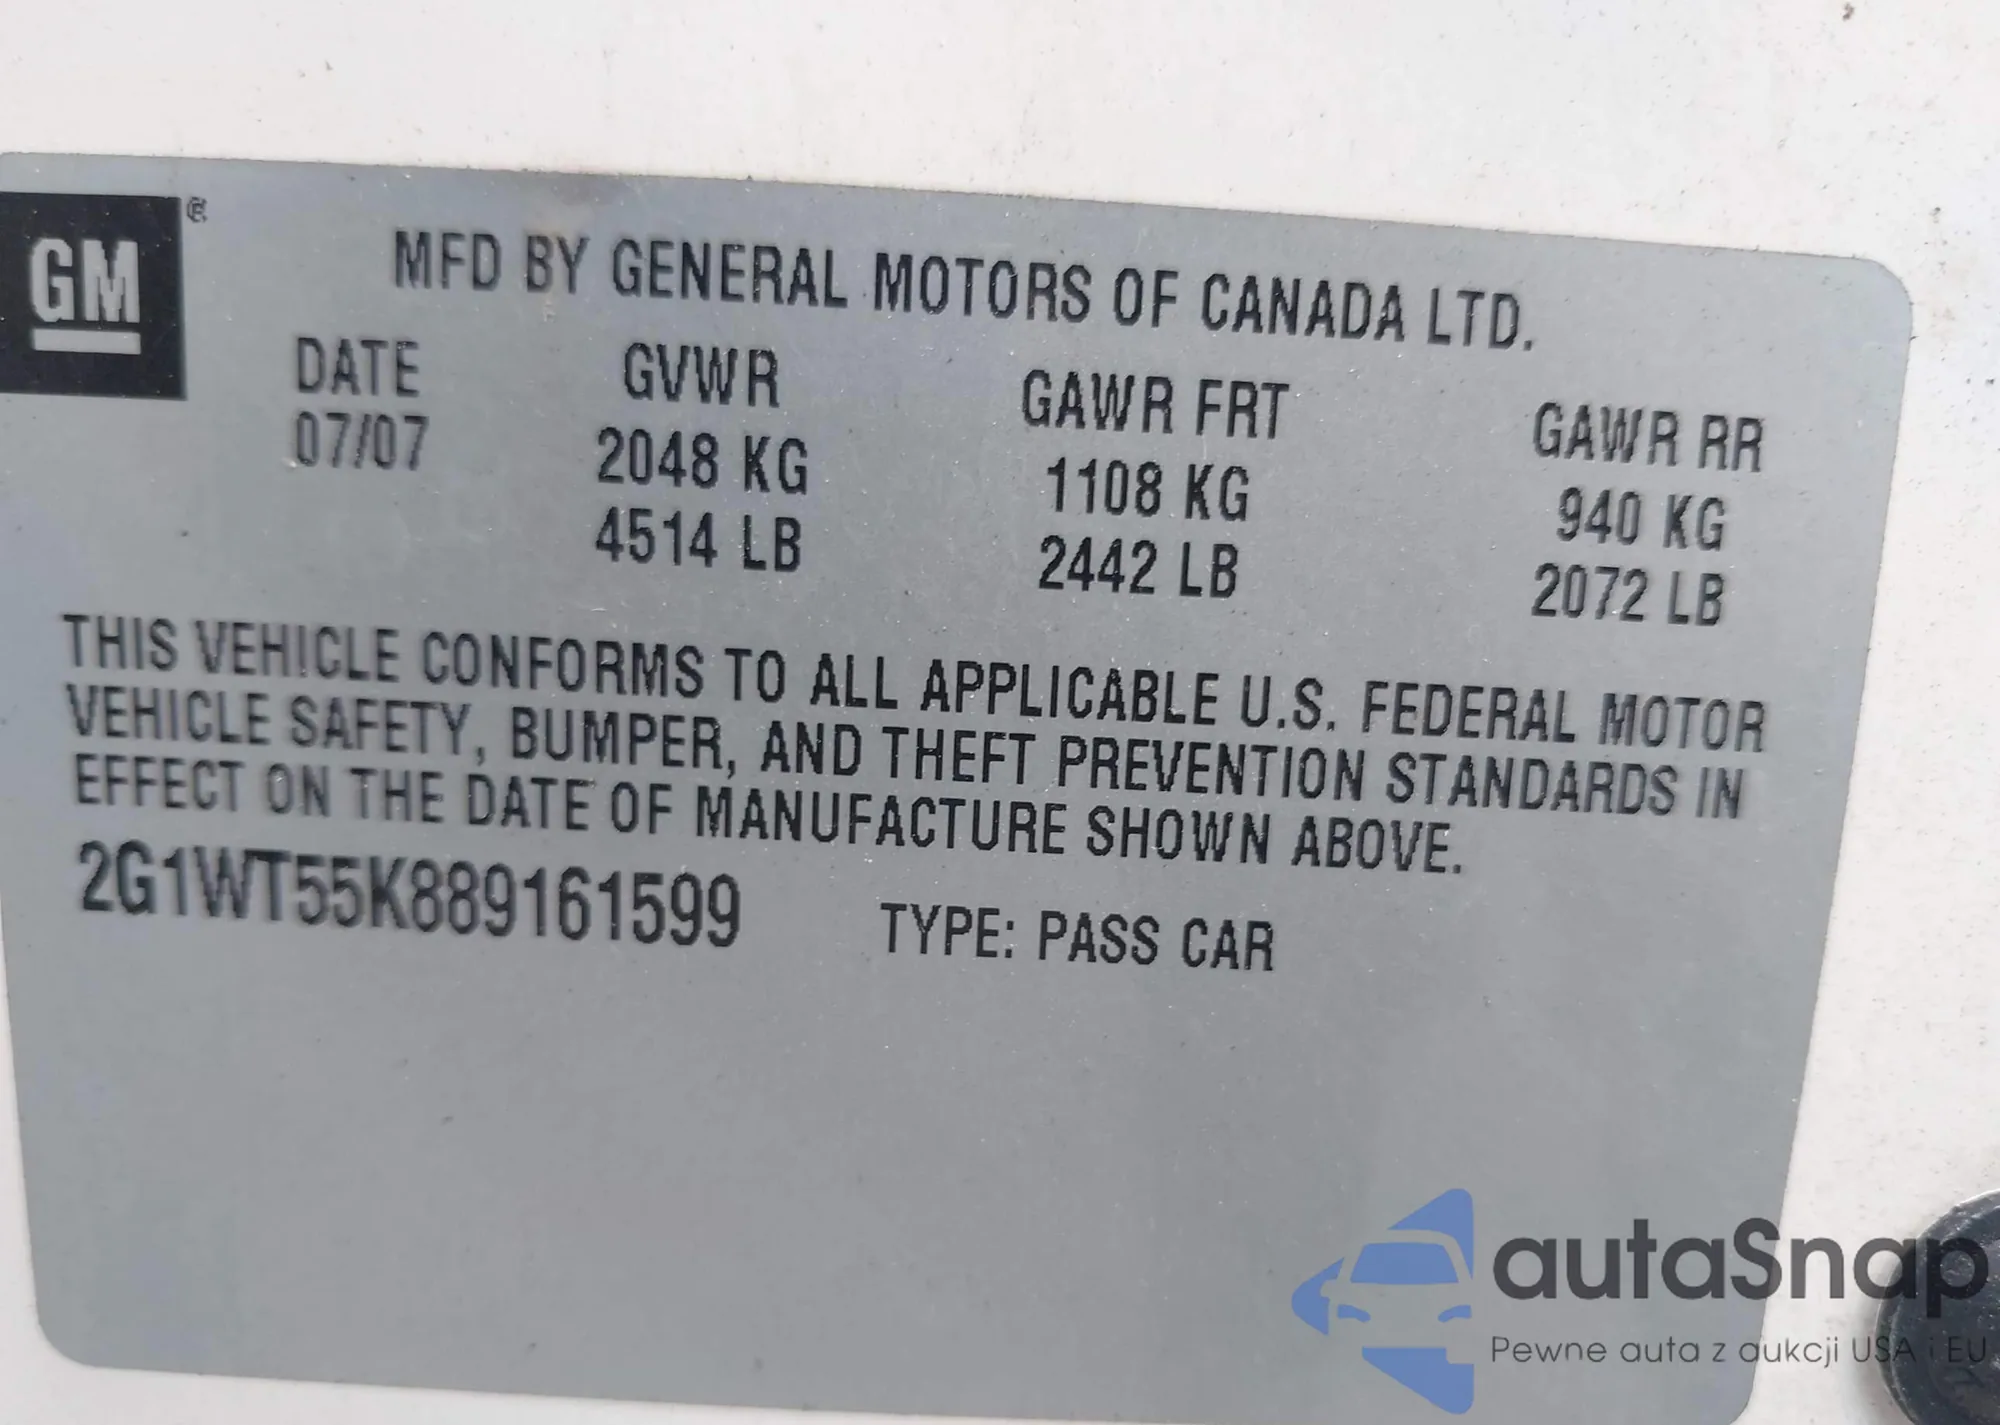 GM
MFD BY GENERAL MOTORS OF CANADA LTD.
DATE GVWR GAWR FRT GAWR RR
07/07 2048 KG 1108 KG 940 KG
4514 LB 2442 LB 2072 LB
THIS VEHICLE CONFORMS TO ALL APPLICABLE U.S. FEDERAL MOTOR
VEHICLE SAFETY, BUMPER, AND THEFT PREVENTION STANDARDS IN
EFFECT ON THE DATE OF MANUFACTURE SHOWN ABOVE.
2G1WT55K889161599 TYPE: PASS CAR
autaSnap
Pewne auta z aukcji USA i EU